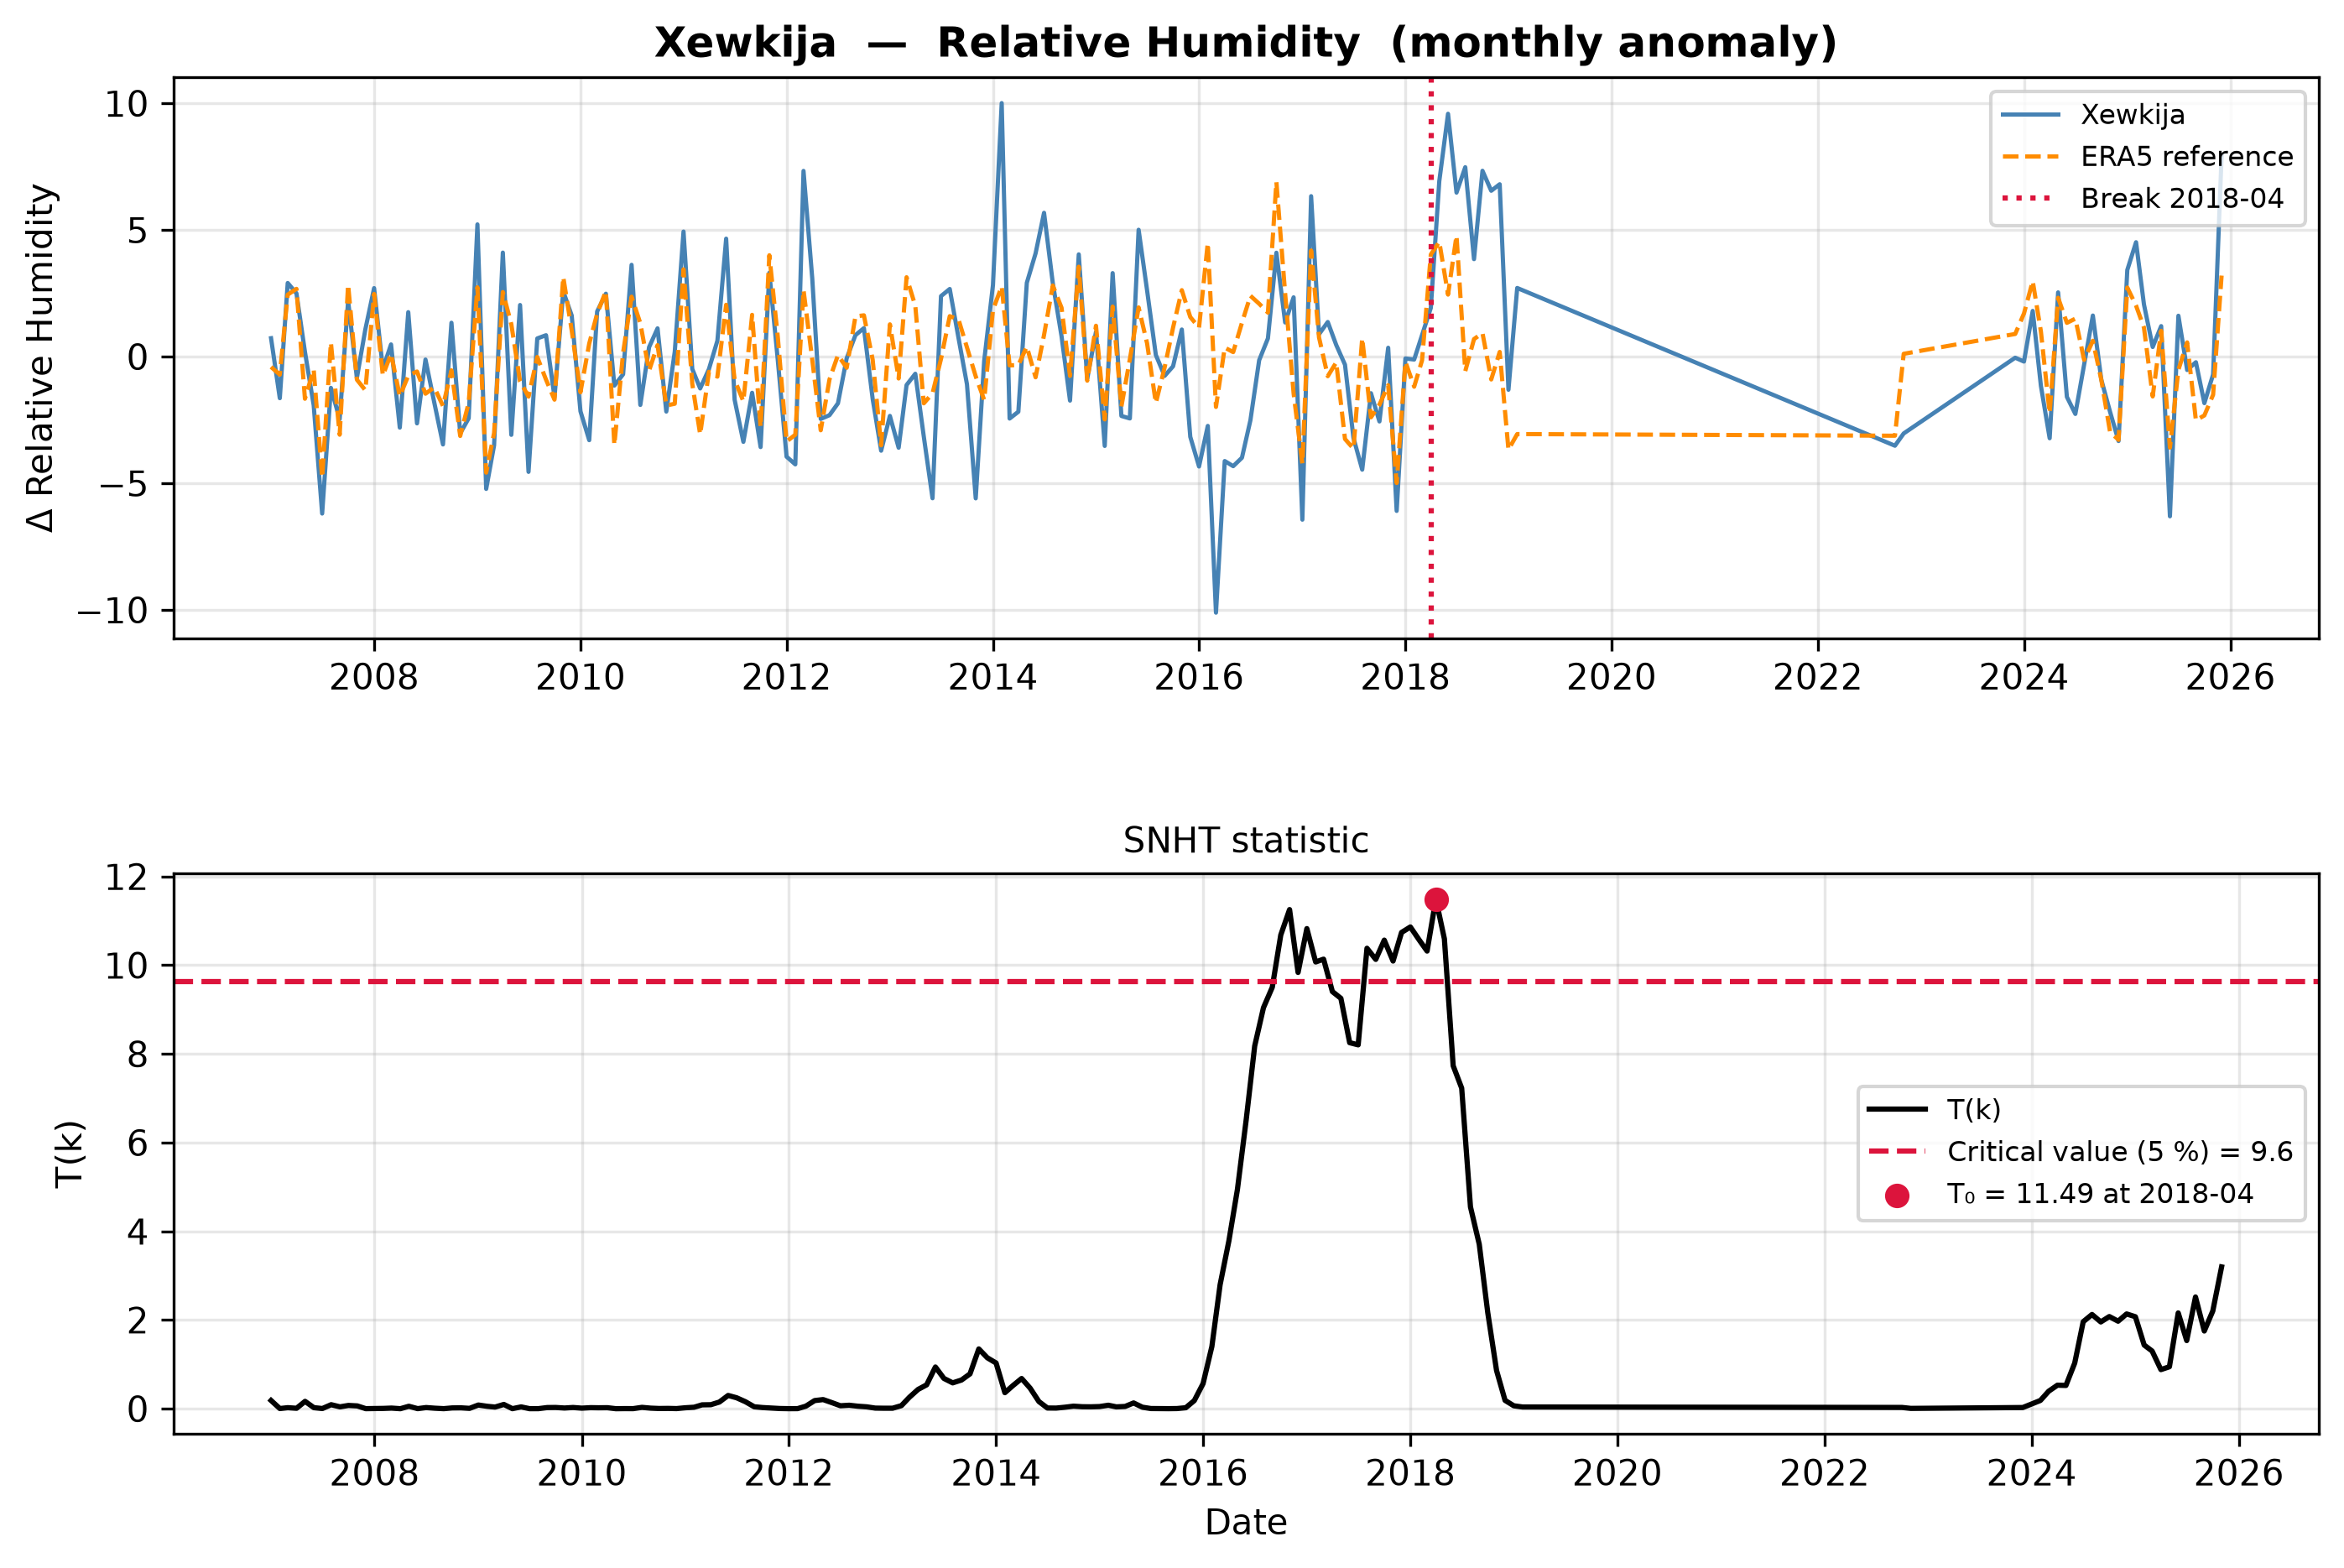 Xewkija — Relative Humidity (monthly anomaly)
Δ Relative Humidity
10
5
0
−5
−10
Xewkija
ERA5 reference
Break 2018-04
2008 2010 2012 2014 2016 2018 2020 2022 2024 2026
SNHT statistic
T(k)
12
10
8
6
4
2
0
T(k)
Critical value (5 %) = 9.6
T₀ = 11.49 at 2018-04
2008 2010 2012 2014 2016 2018 2020 2022 2024 2026
Date